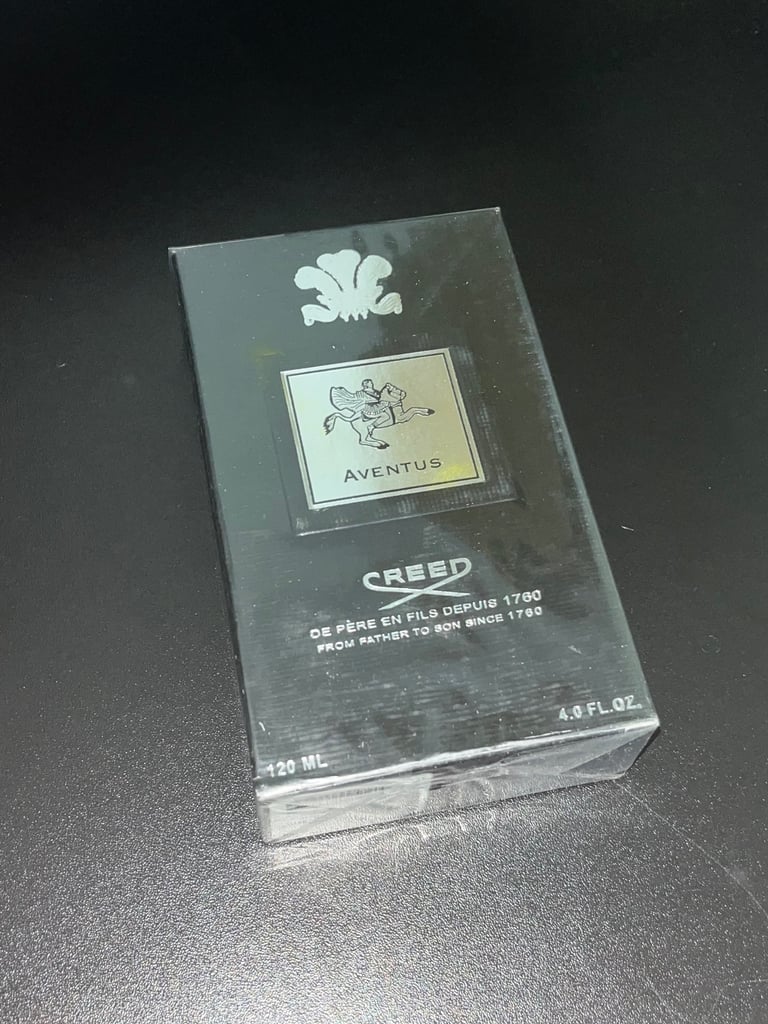 AVENTUS
CREED
DE PÈRE EN FILS DEPUIS 1760
FROM FATHER TO SON SINCE 1760
4.0 FL.OZ.
120 ML